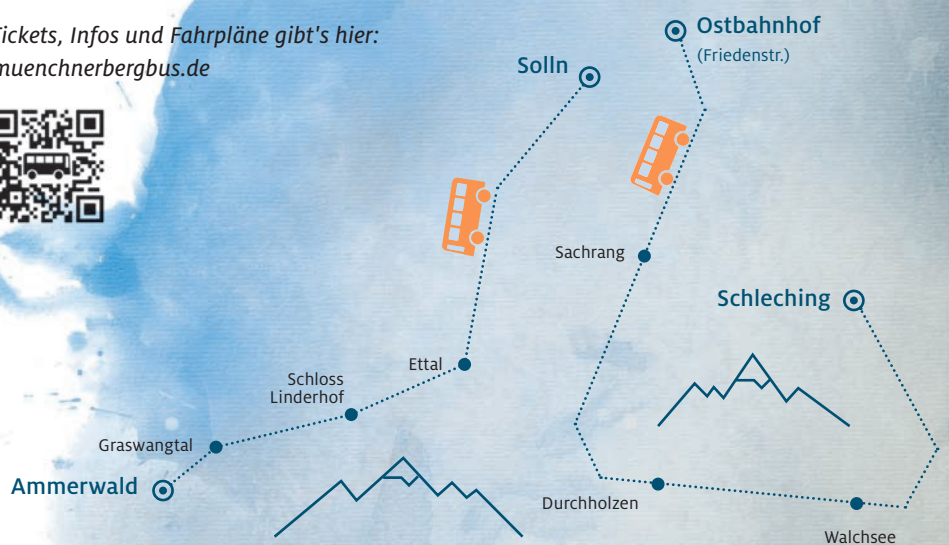 Tickets, Infos und Fahrpläne gibt's hier:
muenchnerbergbus.de
Ostbahnhof
(Friedenstr.)
Solln
Sachrang
Schleching
Ettal
Schloss
Linderhof
Graswangtal
Ammerwald
Durchholzen
Walchsee